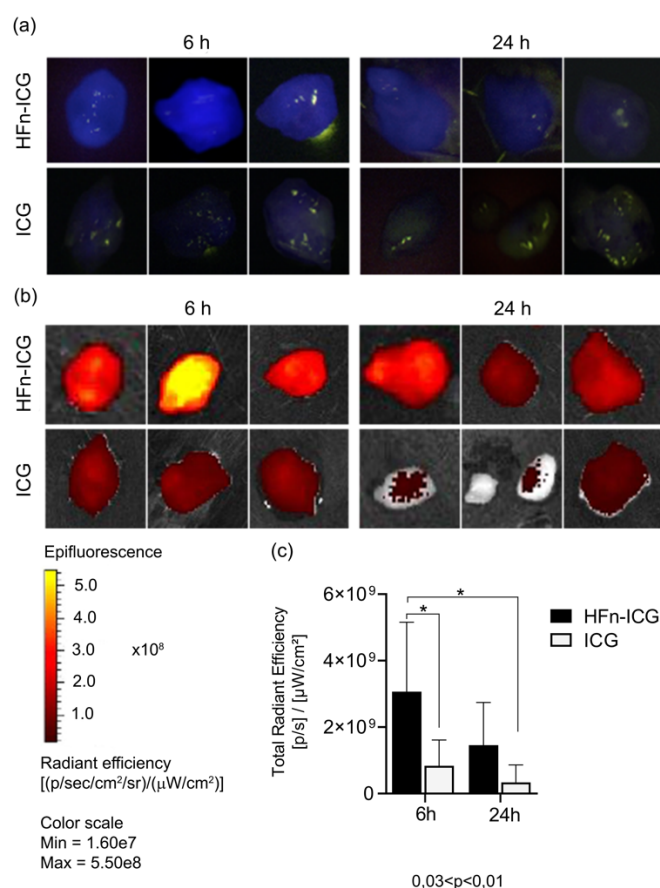 (a)
6 h
24 h
HFn-ICG
ICG
(b)
6 h
24 h
HFn-ICG
ICG
Epifluorescence
5.0
4.0
3.0
2.0
1.0
x10⁸
Radiant efficiency
[(p/sec/cm²/sr)/(μW/cm²)]
Color scale
Min = 1.60e7
Max = 5.50e8
(c)
Total Radiant Efficiency
[p/s] / [μW/cm²]
6×10⁹
4×10⁹
2×10⁹
0
*
*
HFn-ICG
ICG
6h
24h
0,03<p<0,01